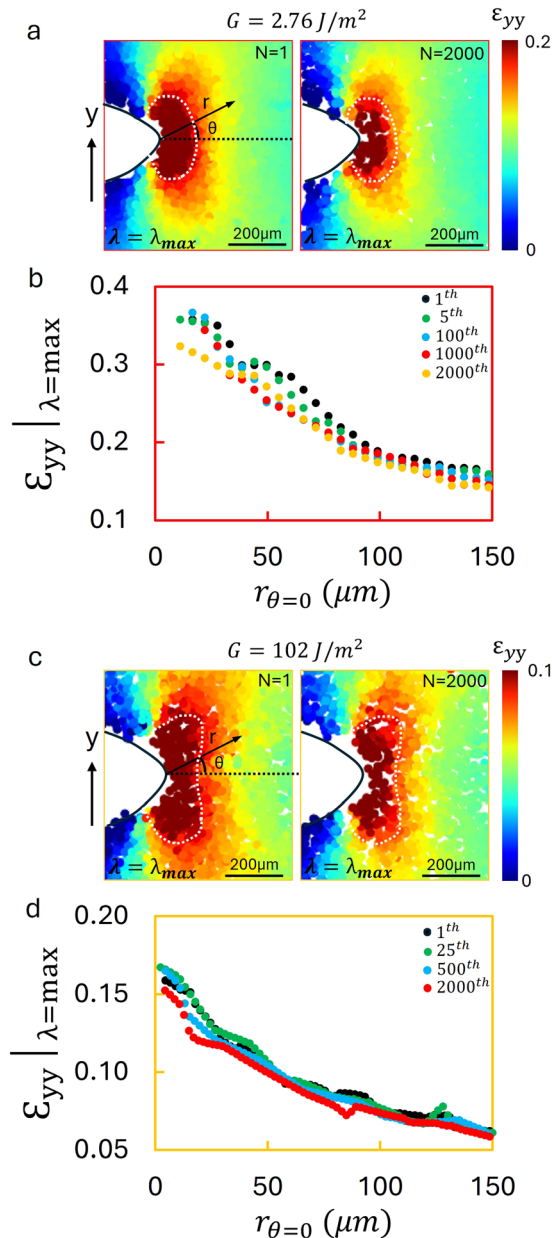 a
G = 2.76 J/m²
εyy
N=1
N=2000
0.2
y
r
θ
λ = λmax
200μm
λ = λmax
200μm
0
b
0.4
0.3
0.2
0.1
1th
5th
100th
1000th
2000th
εyy|λ=max
0
50
100
150
rθ=0 (μm)
c
G = 102 J/m²
εyy
N=1
N=2000
0.1
y
r
θ
λ = λmax
200μm
λ = λmax
200μm
0
d
0.20
0.15
0.10
0.05
1th
25th
500th
2000th
εyy|λ=max
0
50
100
150
rθ=0 (μm)